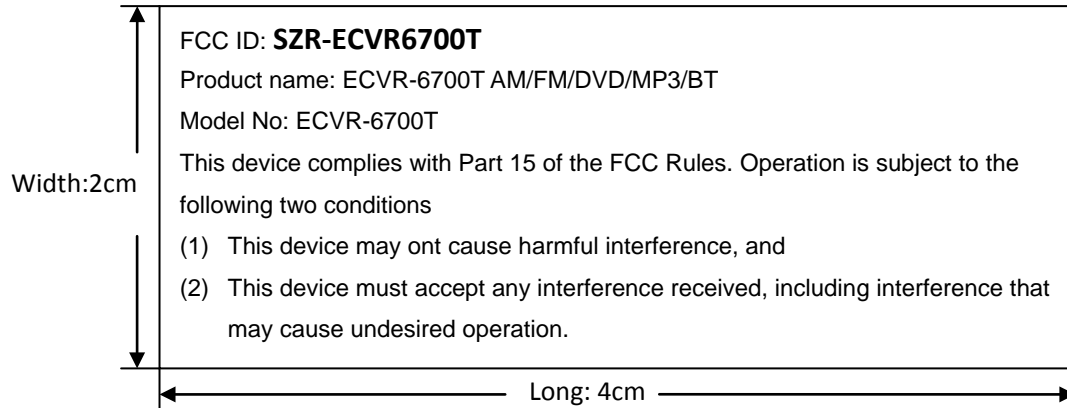 FCC ID: SZR-ECVR6700T
Product name: ECVR-6700T AM/FM/DVD/MP3/BT
Model No: ECVR-6700T
This device complies with Part 15 of the FCC Rules. Operation is subject to the
following two conditions
(1) This device may ont cause harmful interference, and
(2) This device must accept any interference received, including interference that
may cause undesired operation.
Width:2cm
Long: 4cm